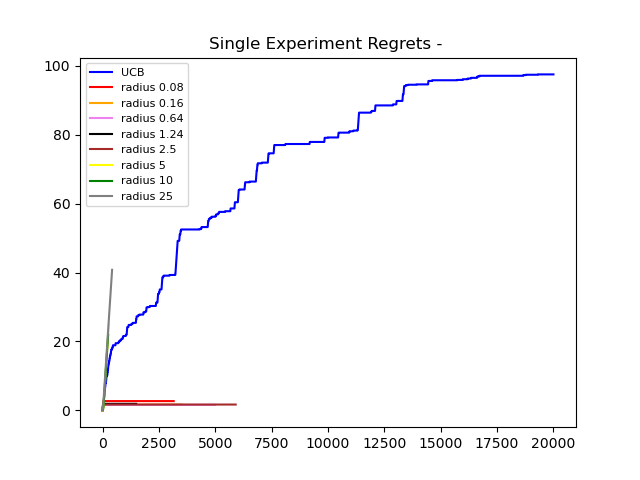 Single Experiment Regrets -
100
80
60
40
20
0
UCB
radius 0.08
radius 0.16
radius 0.64
radius 1.24
radius 2.5
radius 5
radius 10
radius 25
0 2500 5000 7500 10000 12500 15000 17500 20000